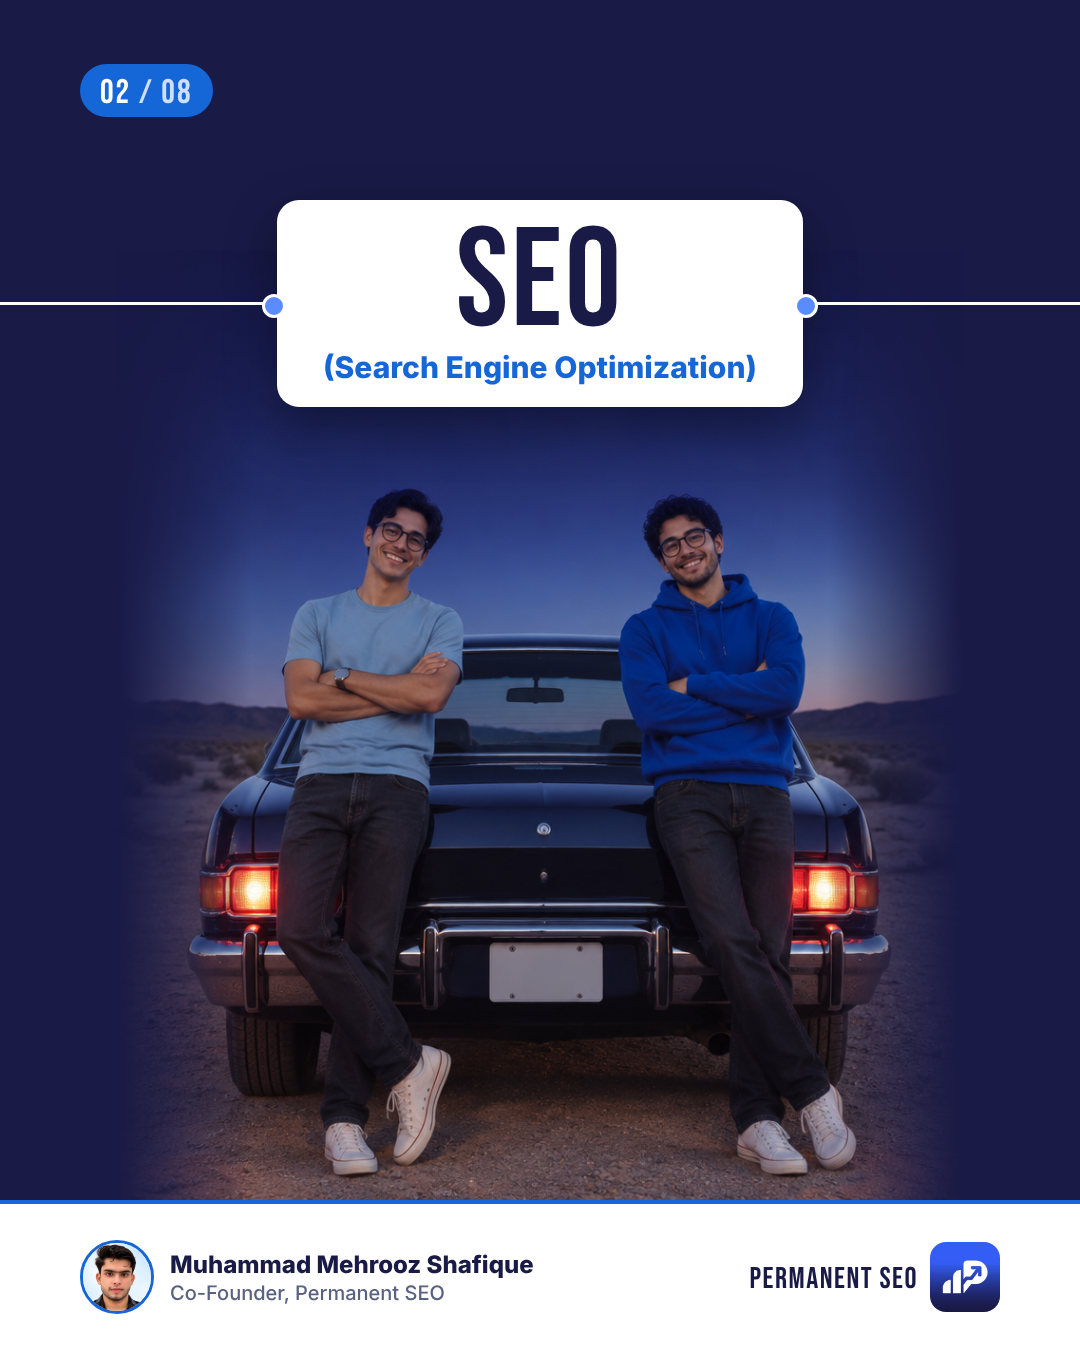 02 / 08
SEO
(Search Engine Optimization)
Muhammad Mehrooz Shafique
Co-Founder, Permanent SEO
PERMANENT SEO